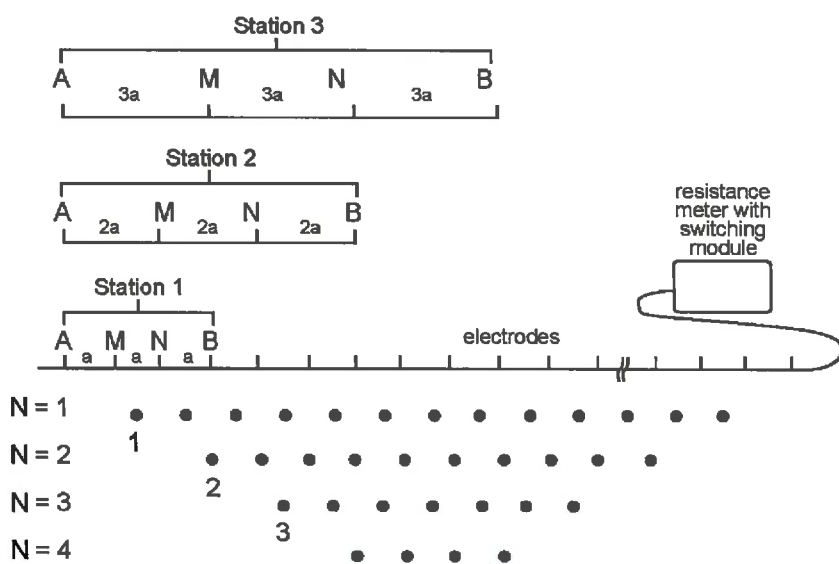 Station 3
A M N B
3a 3a 3a
Station 2
A M N B
2a 2a 2a
resistance
meter with
switching
module
Station 1
A M N B
a a a
electrodes
N = 1
1
N = 2
2
N = 3
3
N = 4